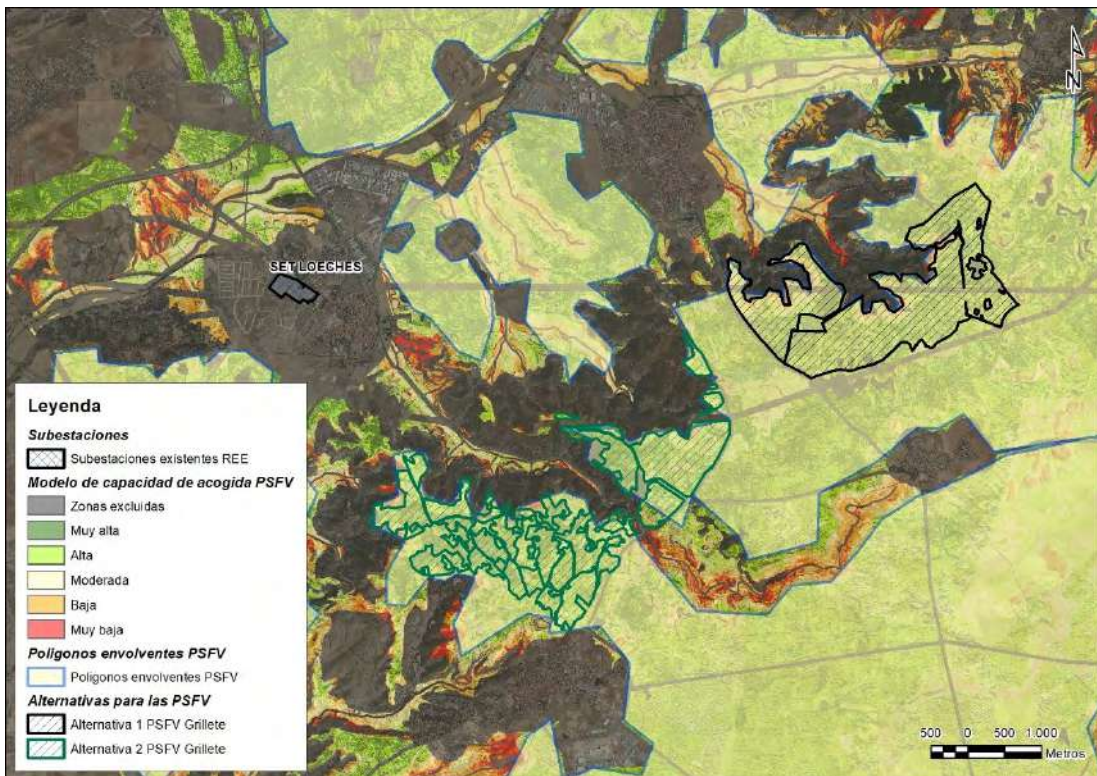 N
SET LOECHES
Leyenda
Subestaciones
Subestaciones existentes REE
Modelo de capacidad de acogida PSFV
Zonas excluidas
Muy alta
Alta
Moderada
Baja
Muy baja
Polígonos envolventes PSFV
Polígonos envolventes PSFV
Alternativas para las PSFV
Alternativa 1 PSFV Grillete
Alternativa 2 PSFV Grillete
500 0 500 1.000
Metros